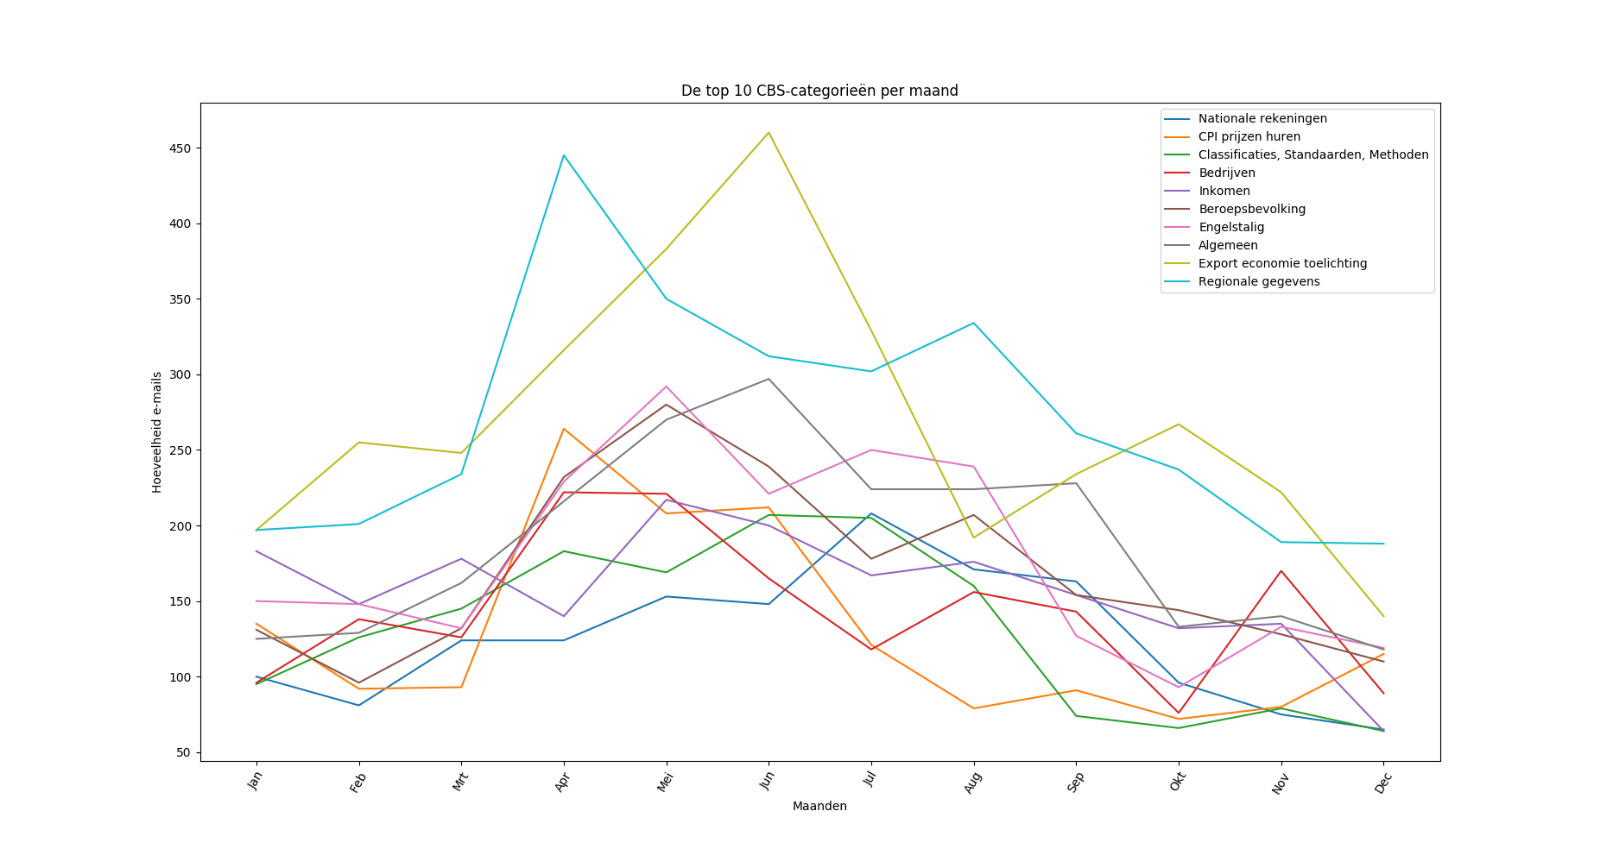 De top 10 CBS-categorieën per maand
Nationale rekeningen
CPI prijzen huren
Classificaties, Standaarden, Methoden
Bedrijven
Inkomen
Beroepsbevolking
Engelstalig
Algemeen
Export economie toelichting
Regionale gegevens
Hoeveelheid e-mails
450
400
350
300
250
200
150
100
50
Jan
Feb
Mrt
Apr
Mei
Jun
Jul
Aug
Sep
Okt
Nov
Dec
Maanden